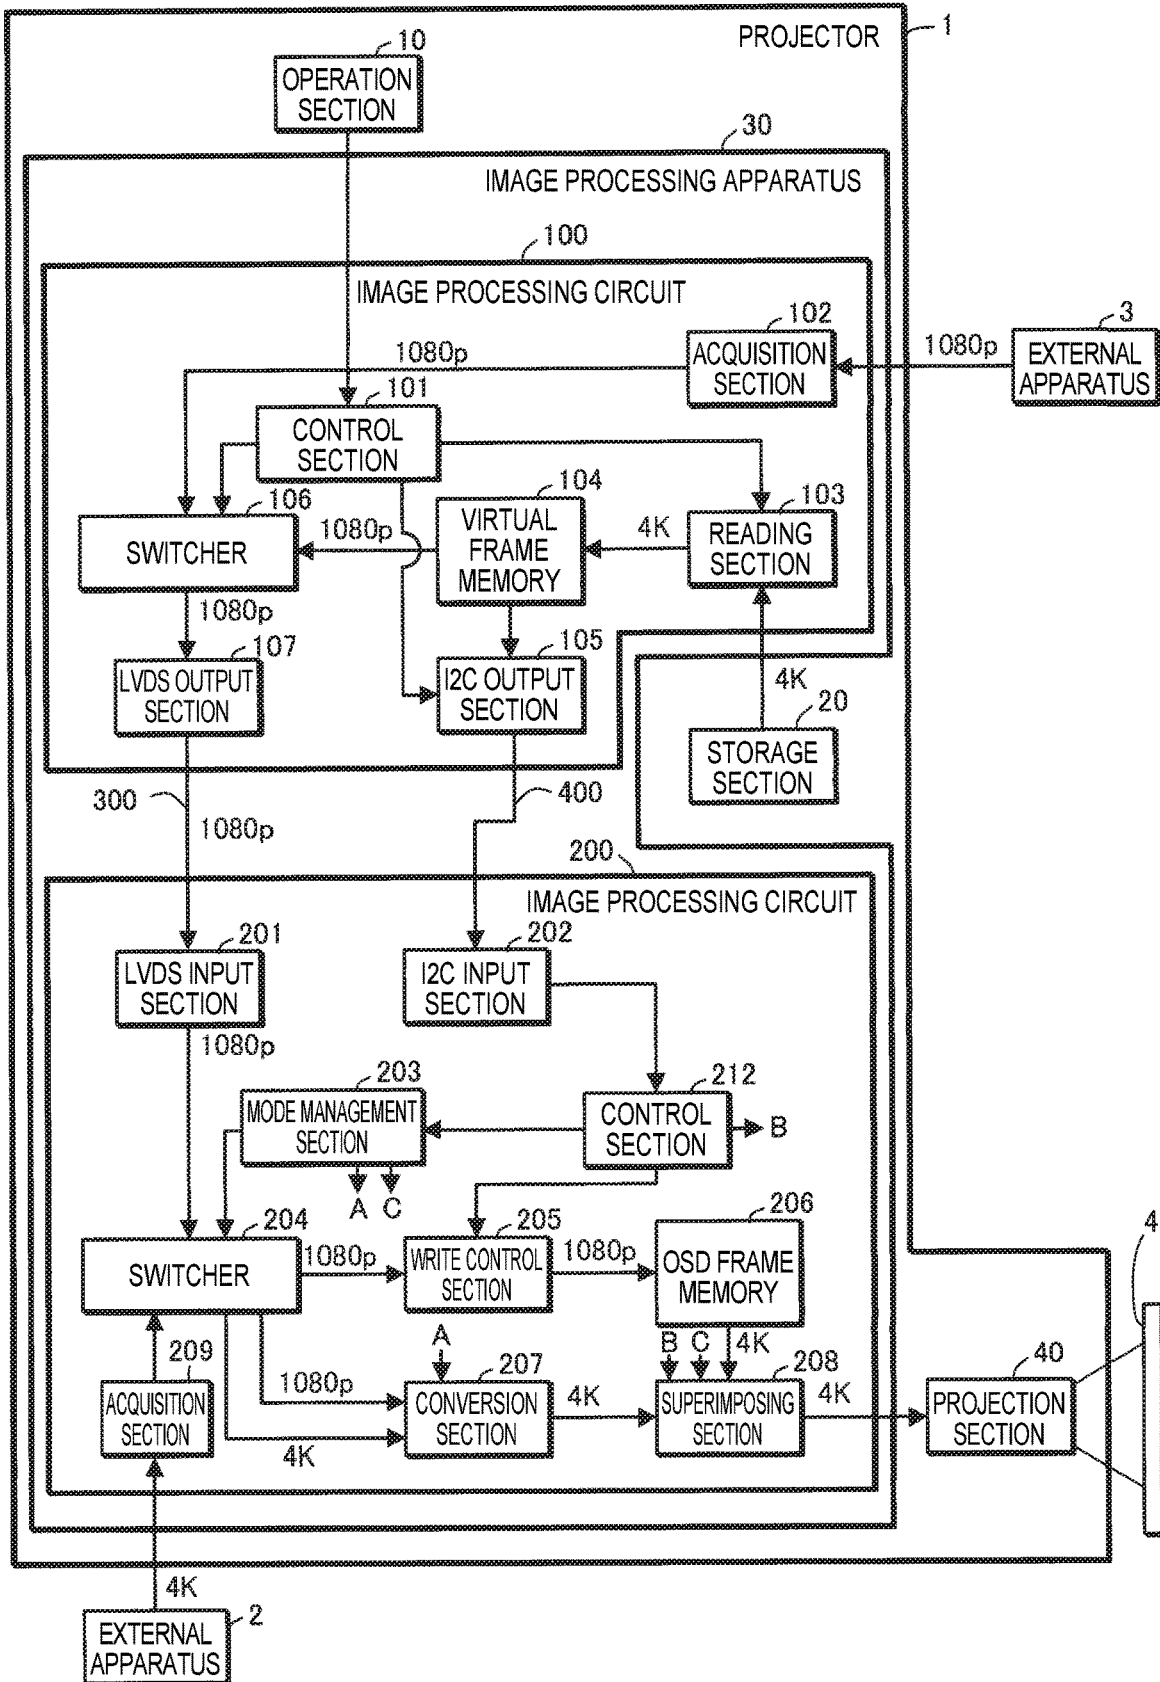 PROJECTOR
1
10
OPERATION
SECTION
30
IMAGE PROCESSING APPARATUS
100
IMAGE PROCESSING CIRCUIT
102
ACQUISITION
SECTION
1080p
1080p
3
EXTERNAL
APPARATUS
101
CONTROL
SECTION
106
SWITCHER
1080p
104
VIRTUAL
FRAME
MEMORY
4K
103
READING
SECTION
1080p
107
LVDS OUTPUT
SECTION
105
I2C OUTPUT
SECTION
4K
20
STORAGE
SECTION
300
1080p
400
200
IMAGE PROCESSING CIRCUIT
201
LVDS INPUT
SECTION
202
I2C INPUT
SECTION
1080p
203
MODE MANAGEMENT
SECTION
212
CONTROL
SECTION
B
A
C
204
SWITCHER
1080p
205
WRITE CONTROL
SECTION
1080p
206
OSD FRAME
MEMORY
4
209
ACQUISITION
SECTION
1080p
4K
A
207
CONVERSION
SECTION
4K
B
C
4K
208
SUPERIMPOSING
SECTION
4K
40
PROJECTION
SECTION
4K
2
EXTERNAL
APPARATUS